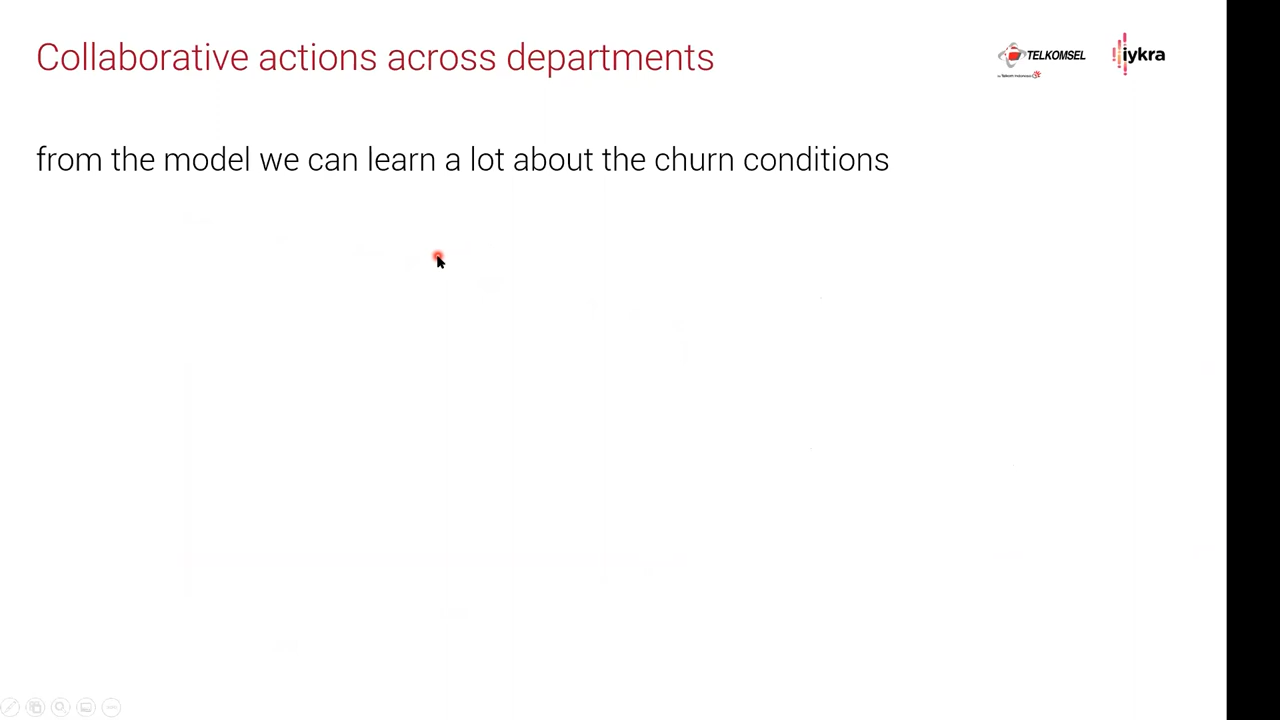 Collaborative actions across departments
TELKOMSEL
iykra
from the model we can learn a lot about the churn conditions